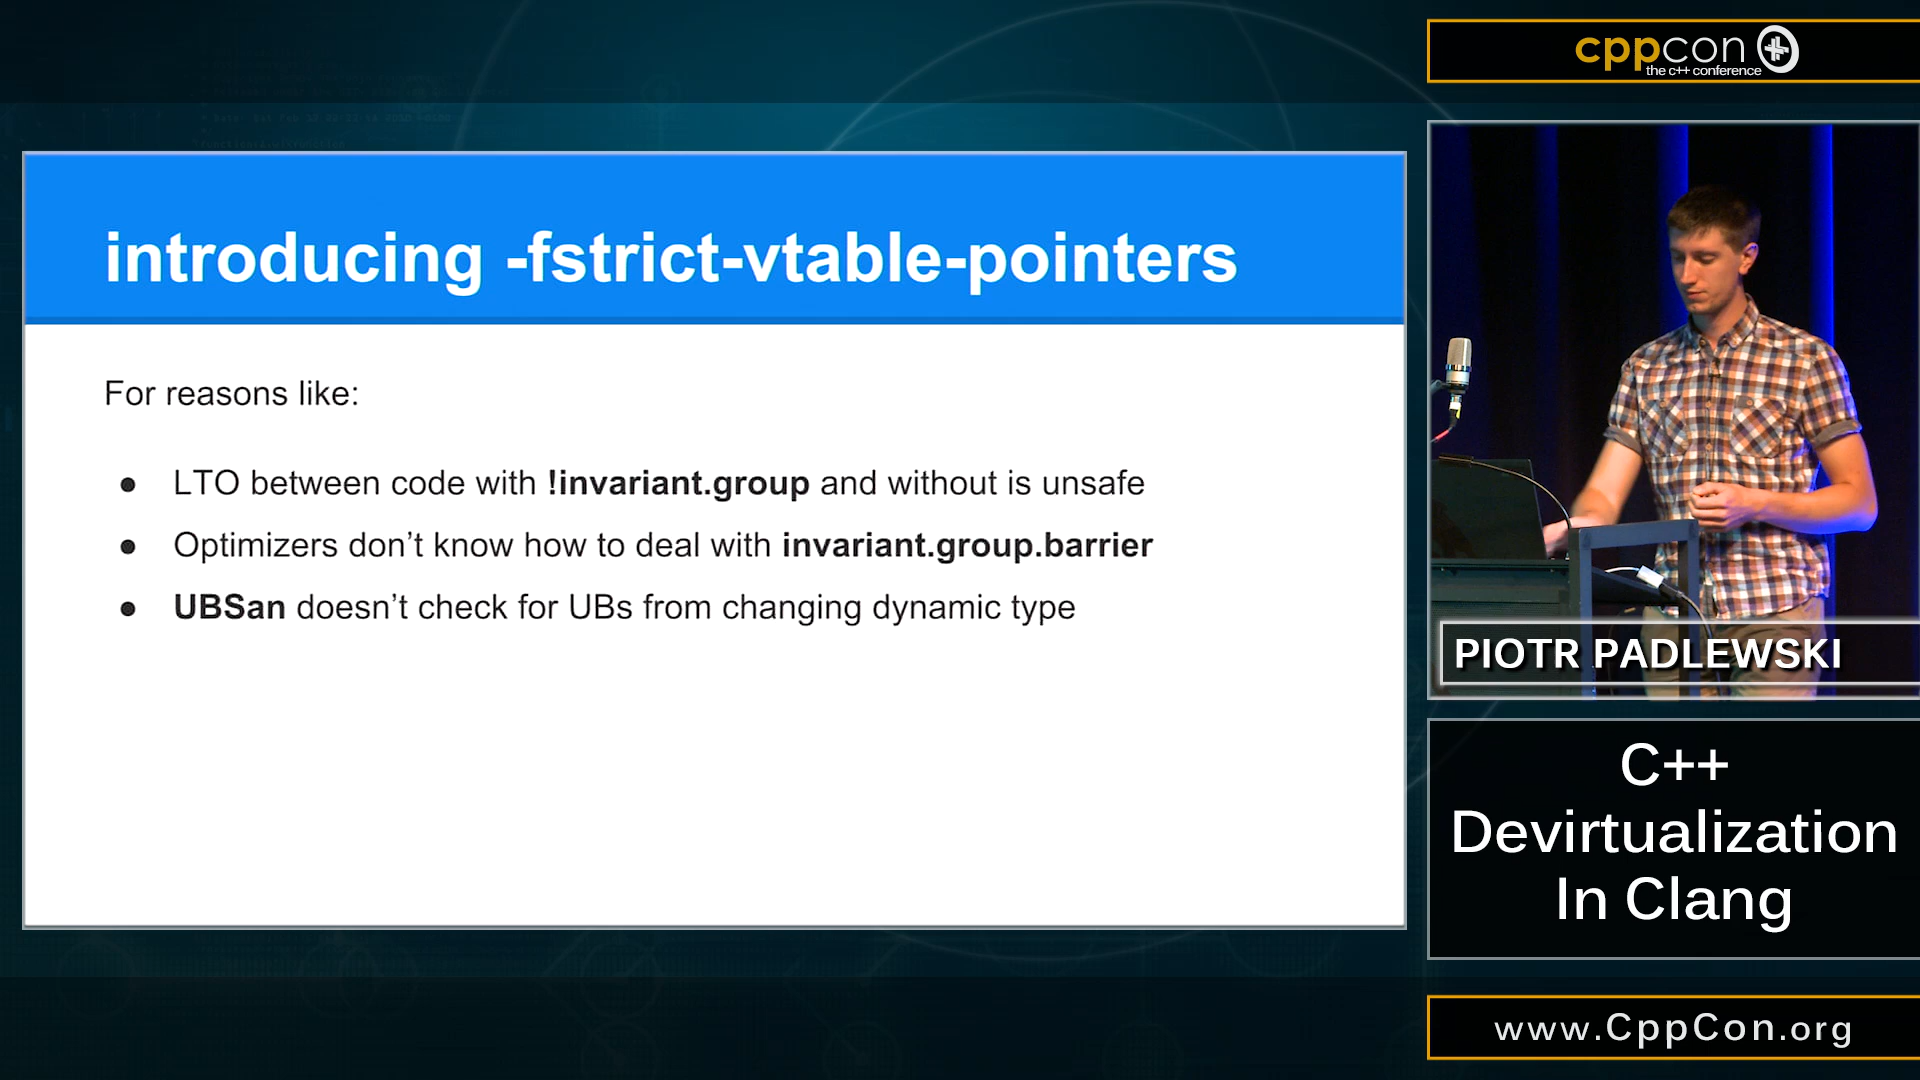 cppcon
the c++ conference
introducing -fstrict-vtable-pointers
For reasons like:
● LTO between code with !invariant.group and without is unsafe
● Optimizers don’t know how to deal with invariant.group.barrier
● UBSan doesn’t check for UBs from changing dynamic type
PIOTR PADLEWSKI
C++
Devirtualization
In Clang
www.CppCon.org